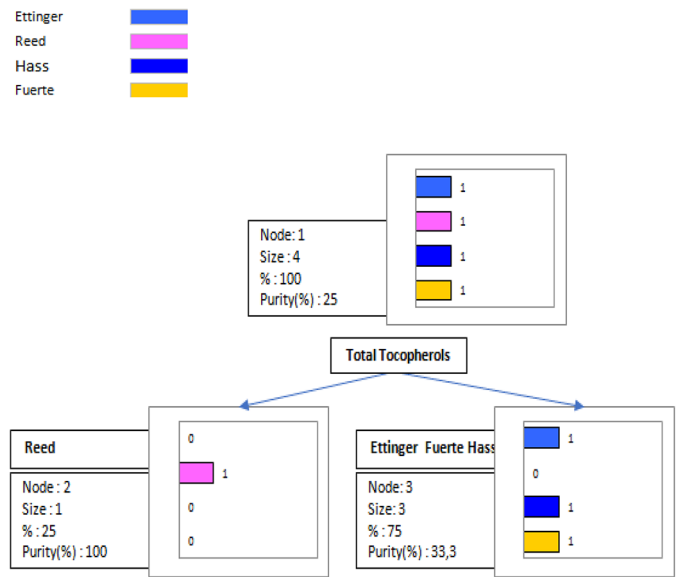 Ettinger
Reed
Hass
Fuerte
1
1
1
1
Node: 1
Size : 4
% : 100
Purity(%) : 25
Total Tocopherols
Reed
Node : 2
Size : 1
% : 25
Purity(%) : 100
0
1
0
0
Ettinger Fuerte Hass
Node: 3
Size : 3
% : 75
Purity(%) : 33,3
1
0
1
1